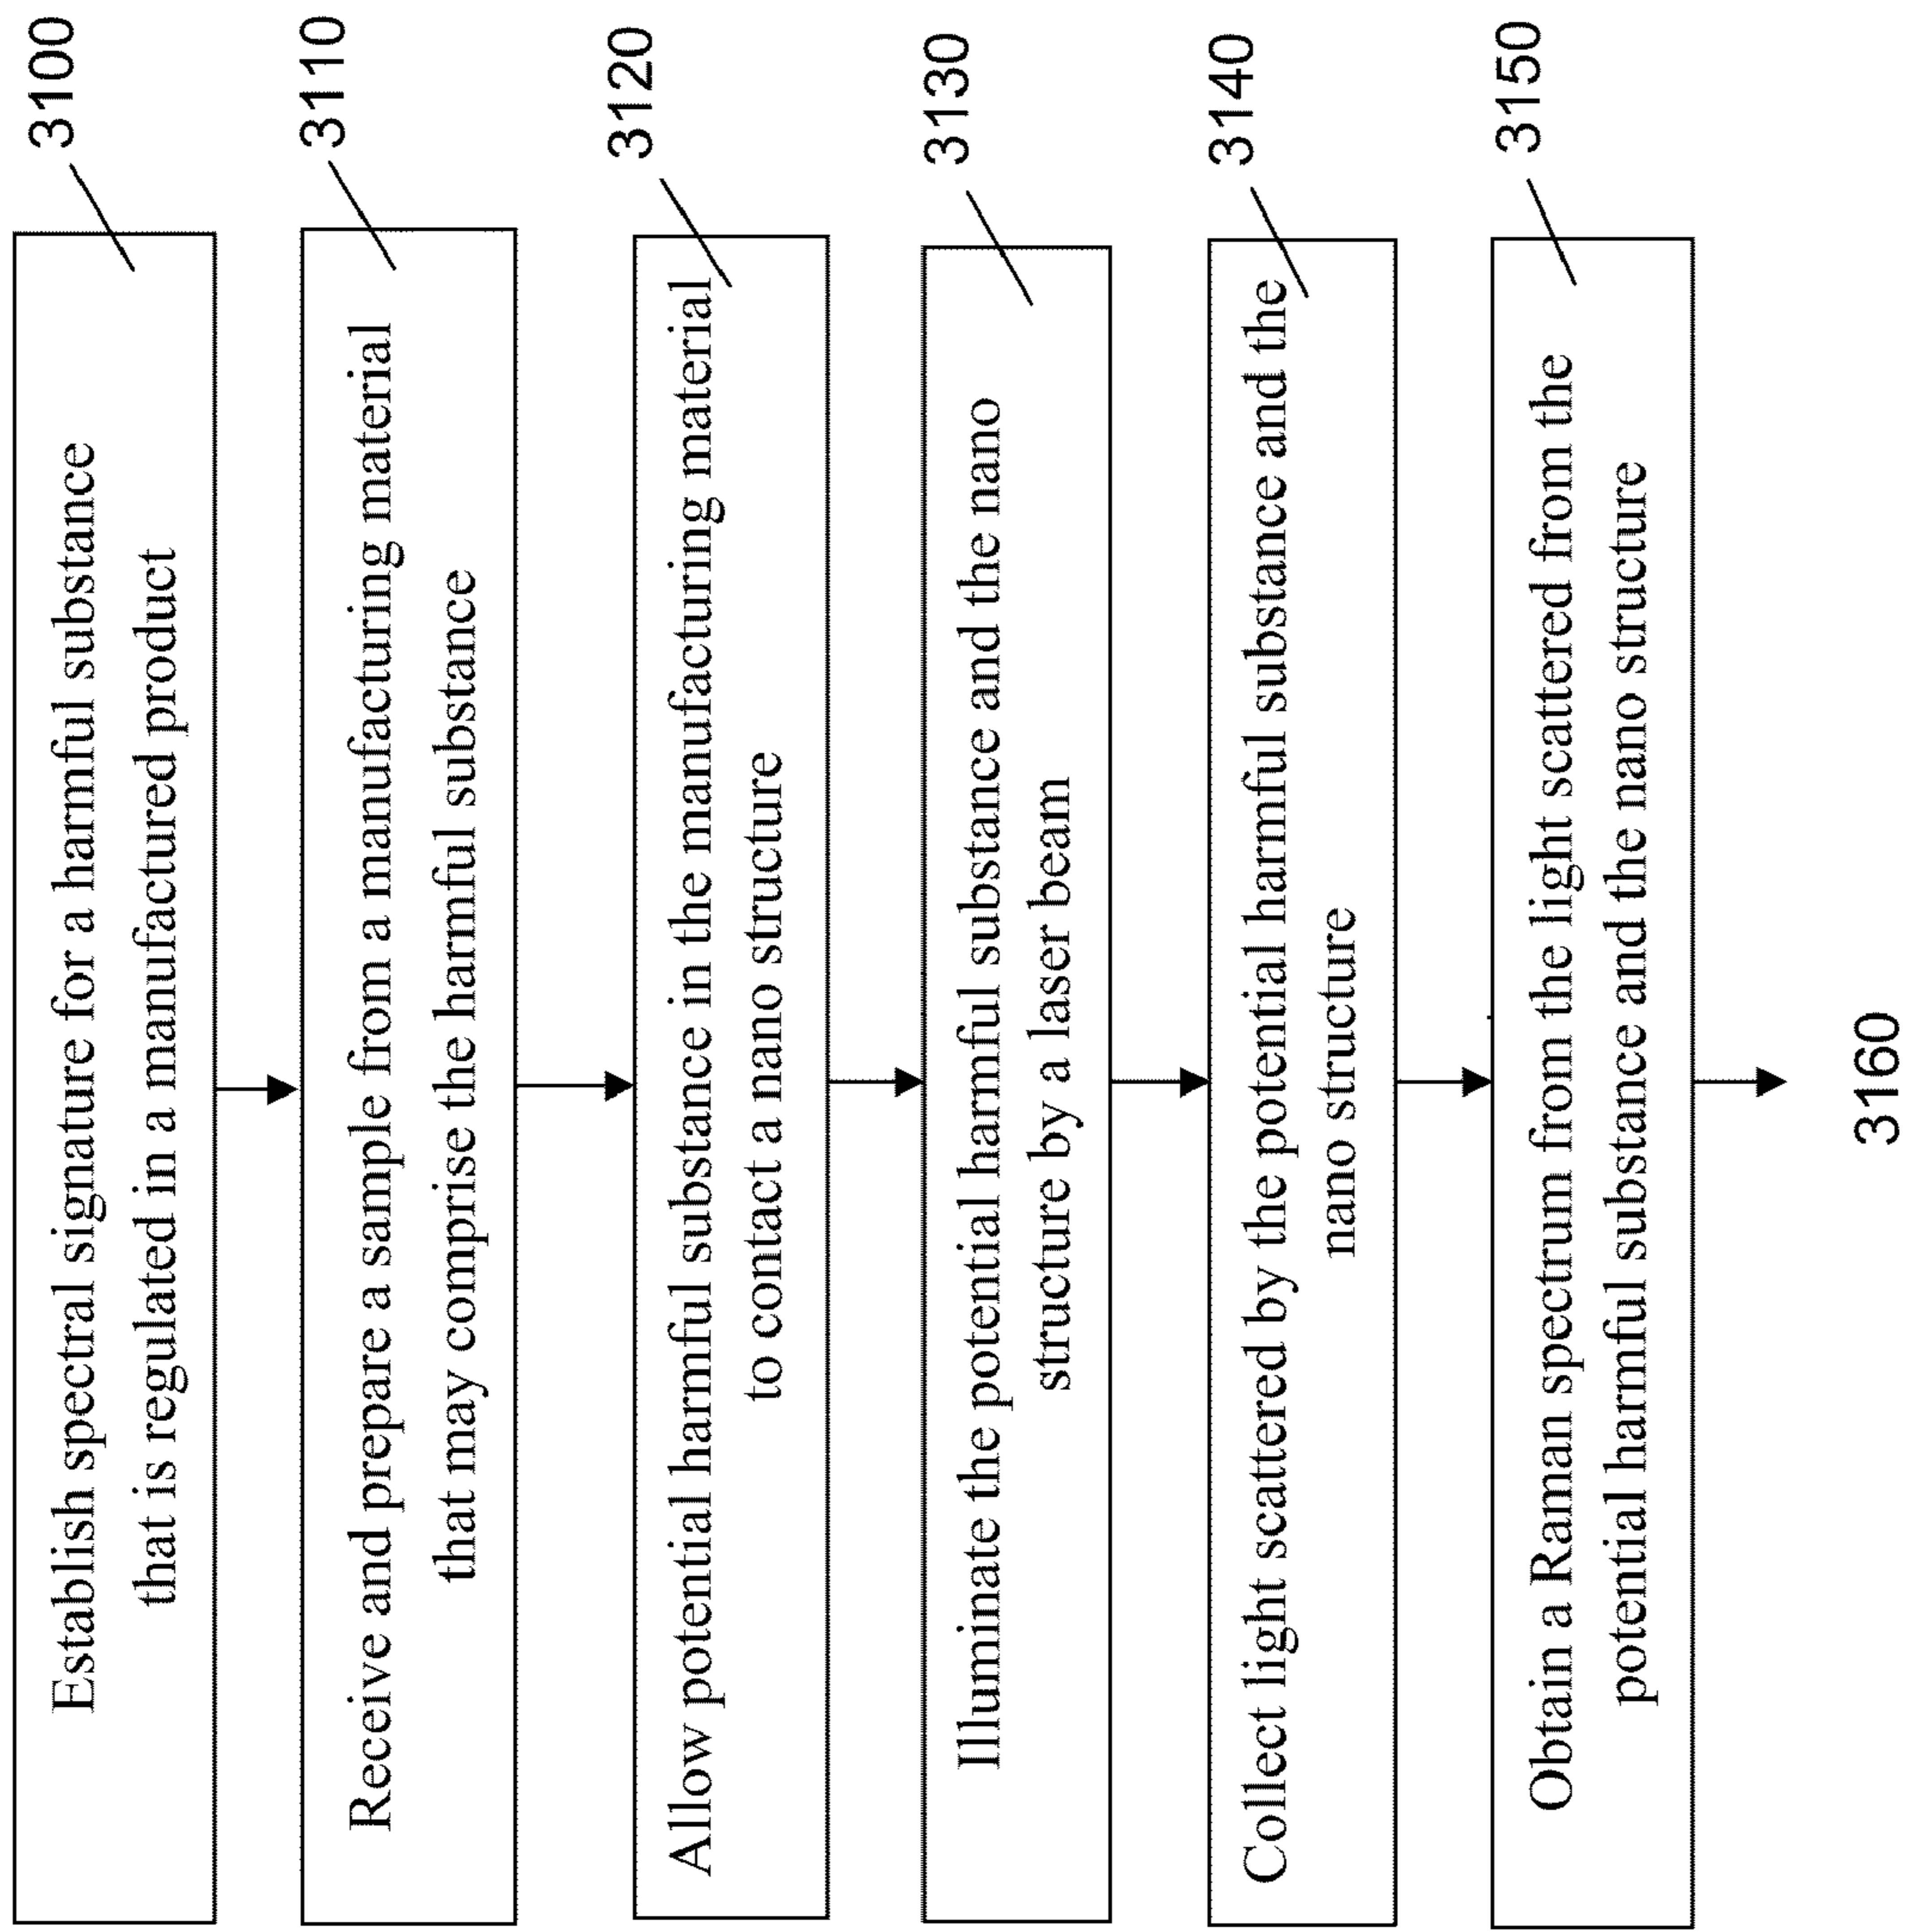 Establish spectral signature for a harmful substance
that is regulated in a manufactured product
3100
Receive and prepare a sample from a manufacturing material
that may comprise the harmful substance
3110
Allow potential harmful substance in the manufacturing material
to contact a nano structure
3120
Illuminate the potential harmful substance and the nano
structure by a laser beam
3130
Collect light scattered by the potential harmful substance and the
nano structure
3140
Obtain a Raman spectrum from the light scattered from the
potential harmful substance and the nano structure
3150
3160